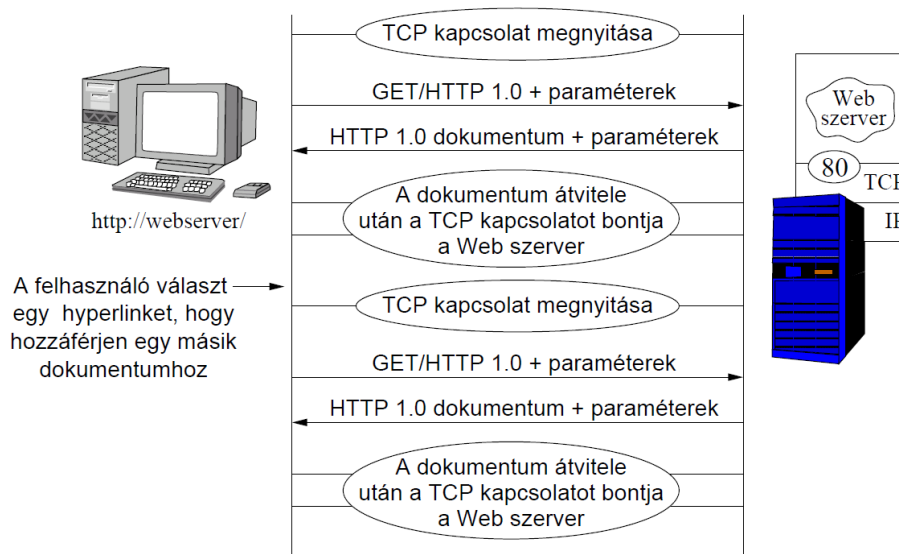 TCP kapcsolat megnyitása
GET/HTTP 1.0 + paraméterek
HTTP 1.0 dokumentum + paraméterek
A dokumentum átvitele
után a TCP kapcsolatot bontja
a Web szerver
http://webserver/
Web
szerver
80
TCP
IP
A felhasználó választ
egy hyperlinket, hogy
hozzáférjen egy másik
dokumentumhoz
TCP kapcsolat megnyitása
GET/HTTP 1.0 + paraméterek
HTTP 1.0 dokumentum + paraméterek
A dokumentum átvitele
után a TCP kapcsolatot bontja
a Web szerver